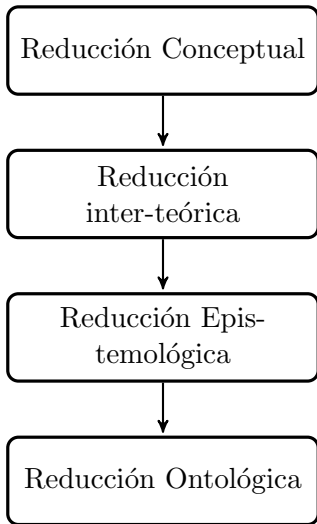 Reducción Conceptual
Reducción
inter-teórica
Reducción Epis-
temológica
Reducción Ontológica